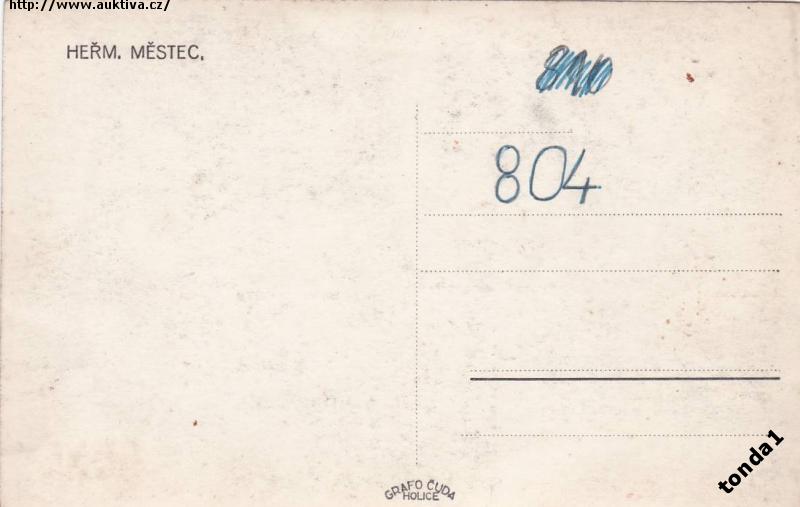 http://www.auktiva.cz/
HEŘM. MĚSTEC.
804
GRAFO ČUDA
HOLICE
tonda1